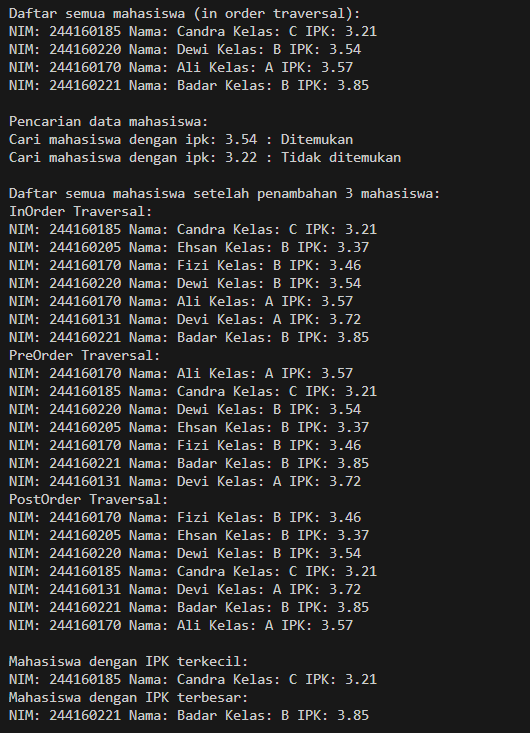 Daftar semua mahasiswa (in order traversal):
NIM: 244160185 Nama: Candra Kelas: C IPK: 3.21
NIM: 244160220 Nama: Dewi Kelas: B IPK: 3.54
NIM: 244160170 Nama: Ali Kelas: A IPK: 3.57
NIM: 244160221 Nama: Badar Kelas: B IPK: 3.85

Pencarian data mahasiswa:
Cari mahasiswa dengan ipk: 3.54 : Ditemukan
Cari mahasiswa dengan ipk: 3.22 : Tidak ditemukan

Daftar semua mahasiswa setelah penambahan 3 mahasiswa:
InOrder Traversal:
NIM: 244160185 Nama: Candra Kelas: C IPK: 3.21
NIM: 244160205 Nama: Ehsan Kelas: B IPK: 3.37
NIM: 244160170 Nama: Fizi Kelas: B IPK: 3.46
NIM: 244160220 Nama: Dewi Kelas: B IPK: 3.54
NIM: 244160170 Nama: Ali Kelas: A IPK: 3.57
NIM: 244160131 Nama: Devi Kelas: A IPK: 3.72
NIM: 244160221 Nama: Badar Kelas: B IPK: 3.85
PreOrder Traversal:
NIM: 244160170 Nama: Ali Kelas: A IPK: 3.57
NIM: 244160185 Nama: Candra Kelas: C IPK: 3.21
NIM: 244160220 Nama: Dewi Kelas: B IPK: 3.54
NIM: 244160205 Nama: Ehsan Kelas: B IPK: 3.37
NIM: 244160170 Nama: Fizi Kelas: B IPK: 3.46
NIM: 244160221 Nama: Badar Kelas: B IPK: 3.85
NIM: 244160131 Nama: Devi Kelas: A IPK: 3.72
PostOrder Traversal:
NIM: 244160170 Nama: Fizi Kelas: B IPK: 3.46
NIM: 244160205 Nama: Ehsan Kelas: B IPK: 3.37
NIM: 244160220 Nama: Dewi Kelas: B IPK: 3.54
NIM: 244160185 Nama: Candra Kelas: C IPK: 3.21
NIM: 244160131 Nama: Devi Kelas: A IPK: 3.72
NIM: 244160221 Nama: Badar Kelas: B IPK: 3.85
NIM: 244160170 Nama: Ali Kelas: A IPK: 3.57

Mahasiswa dengan IPK terkecil:
NIM: 244160185 Nama: Candra Kelas: C IPK: 3.21
Mahasiswa dengan IPK terbesar:
NIM: 244160221 Nama: Badar Kelas: B IPK: 3.85